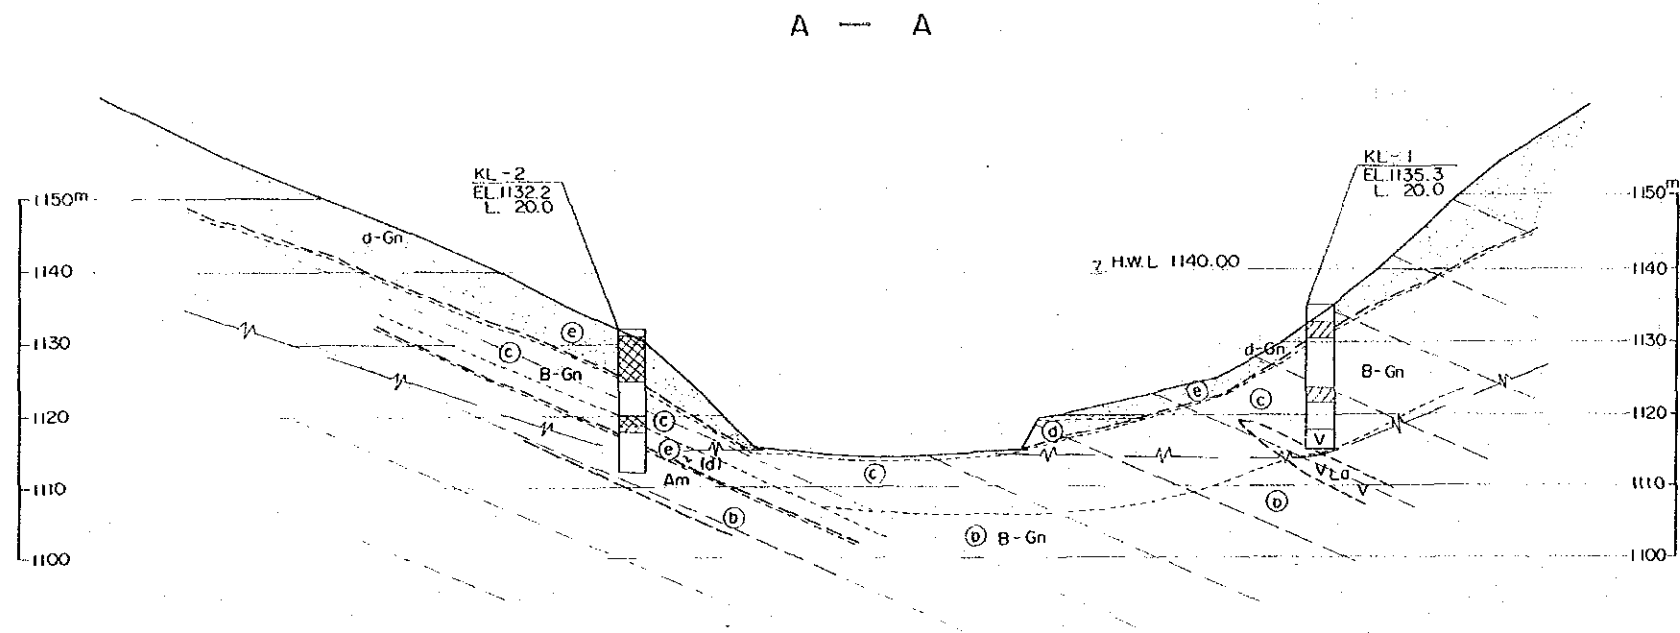 A — A
KL-2
EL.1132.2
L. 20.0
KL-1
EL.1135.3
L. 20.0
1150m
1140
1130
1120
1110
1100
1150m
1140
1130
1120
1110
1100
H.W.L 1140.00
d-Gn
e
c
B-Gn
c
e ~ (d)
Am
b
c
b B-Gn
d
d-Gn
e
c
B-Gn
V
V La
V
b